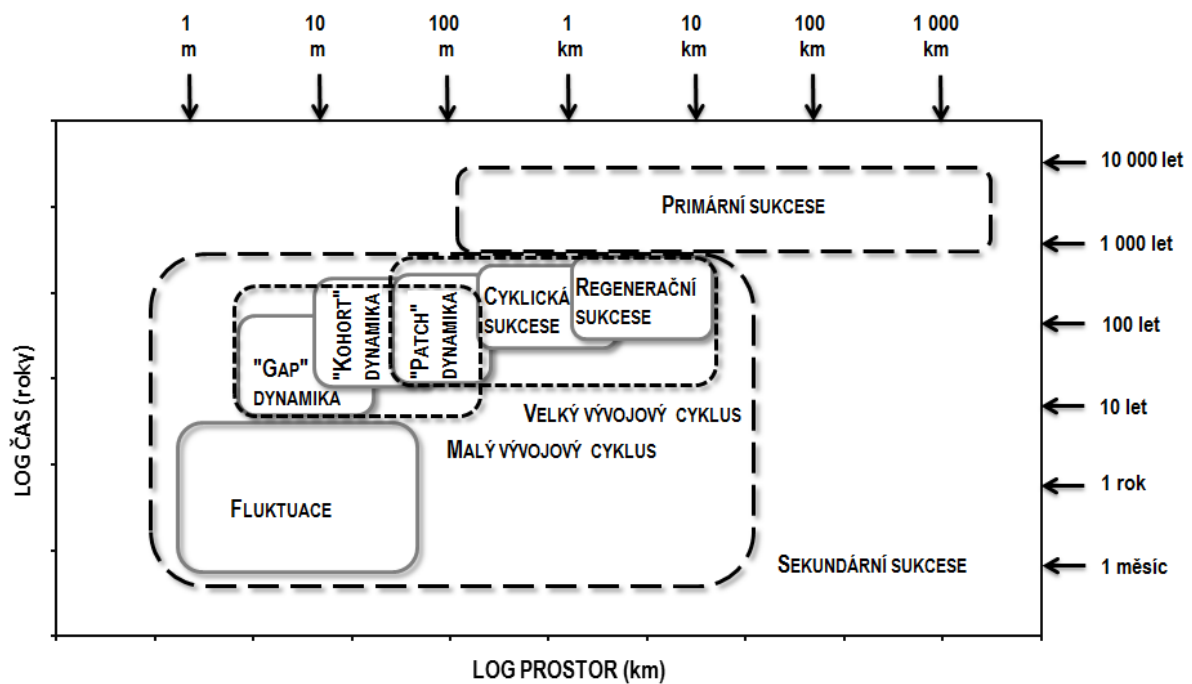 1 10 100 1 10 100 1 000
m m m km km km km
10 000 let
PRIMÁRNÍ SUKCESE
1 000 let
CYKLICKÁ
SUKCESE
REGENERAČNÍ
SUKCESE
100 let
"KOHORT"
DYNAMIKA
"PATCH"
DYNAMIKA
"GAP"
DYNAMIKA
10 let
VELKÝ VÝVOJOVÝ CYKLUS
MALÝ VÝVOJOVÝ CYKLUS
1 rok
FLUKTUACE
SEKUNDÁRNÍ SUKCESE
1 měsíc
LOG ČAS (roky)
LOG PROSTOR (km)